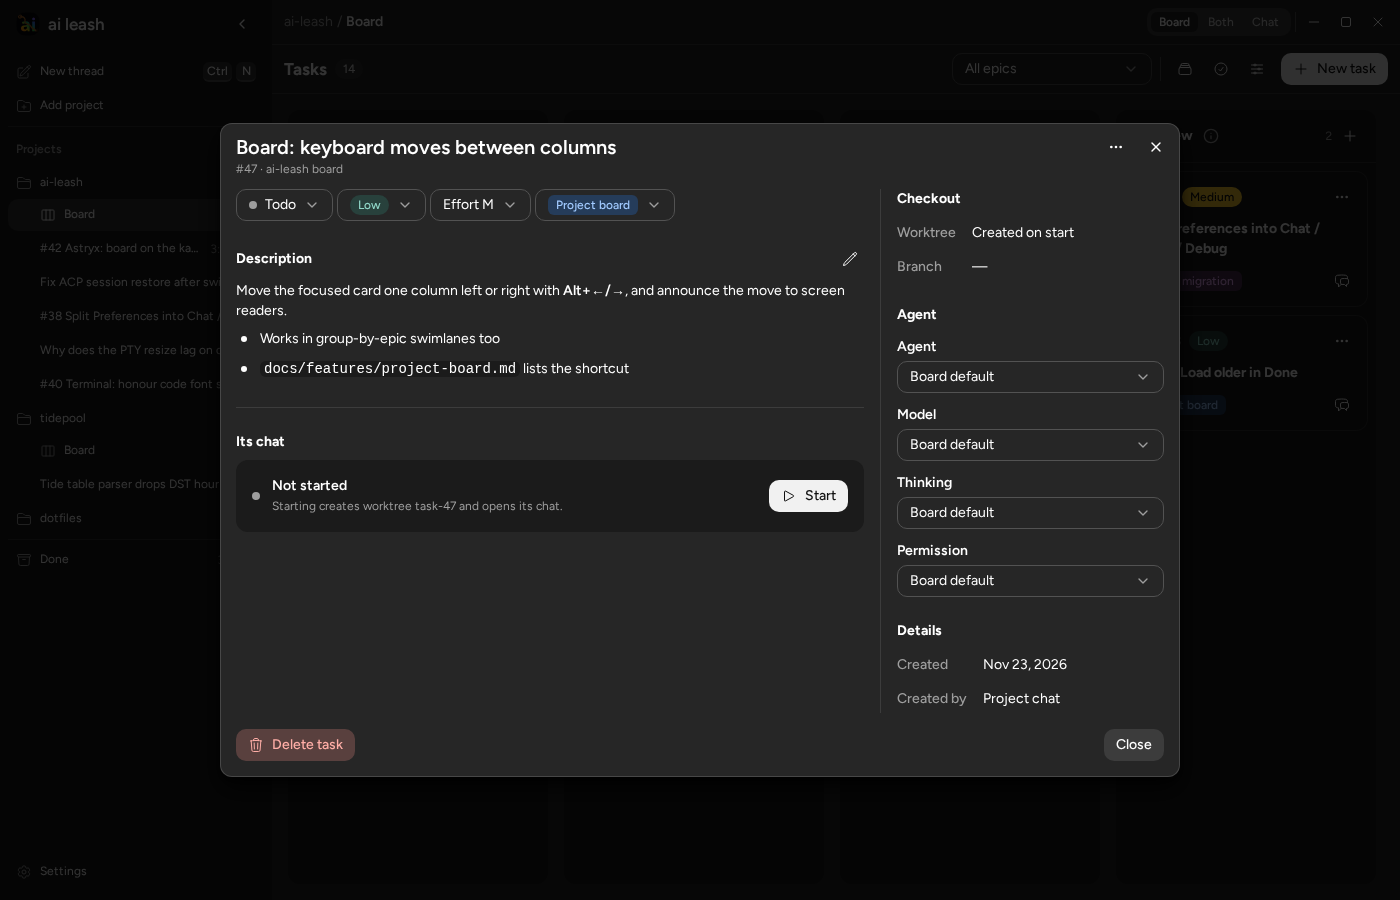 ai leash
ai-leash / Board
Board Both Chat
New thread Ctrl N
Add project
Tasks 14
All epics
New task
Projects
ai-leash
Board
#42 Astryx: board on the ka...
Fix ACP session restore after
#38 Split Preferences into Chat /
Why does the PTY resize lag on
#40 Terminal: honour code font
tidepool
Board
Tide table parser drops DST hour
dotfiles
Done
Settings
Board: keyboard moves between columns
#47 · ai-leash board
Todo Low Effort M Project board
Description
Move the focused card one column left or right with Alt+←/→, and announce the move to screen
readers.
• Works in group-by-epic swimlanes too
• docs/features/project-board.md lists the shortcut
Its chat
Not started
Starting creates worktree task-47 and opens its chat.
Start
Checkout
Worktree Created on start
Branch —
Agent
Agent
Board default
Model
Board default
Thinking
Board default
Permission
Board default
Details
Created Nov 23, 2026
Created by Project chat
Delete task
Close
2
Medium
references into Chat /
/ Debug
migration
Low
Load older in Done
board